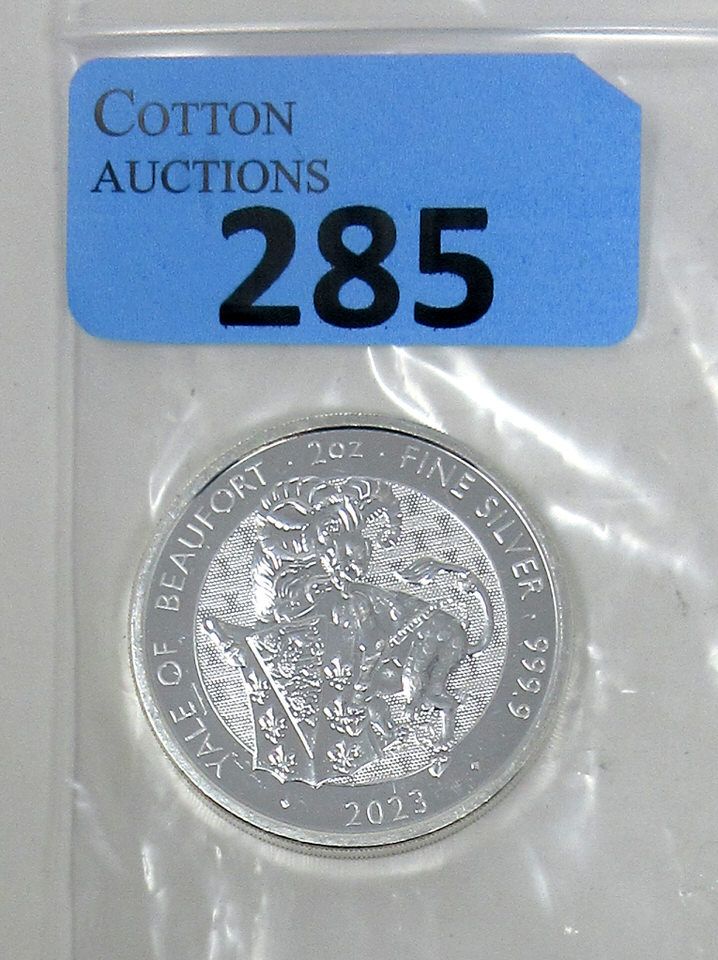 COTTON
AUCTIONS
285
YALE OF BEAUFORT · 2oz · FINE SILVER · 999.9
· 2023 ·